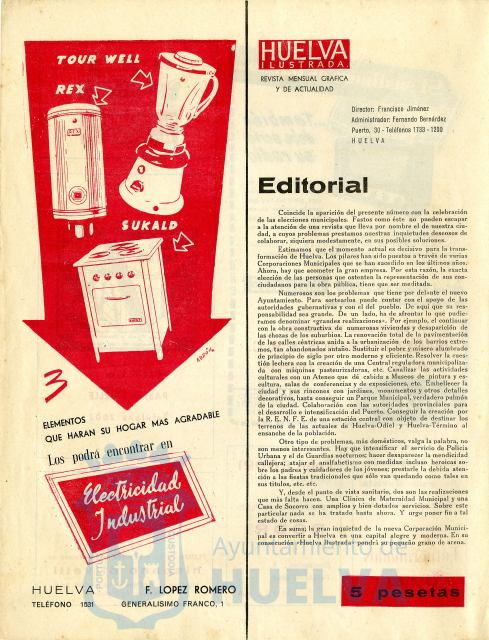 TOUR WELL
REX
SUKALD
3
ELEMENTOS
QUE HARAN SU HOGAR MAS AGRADABLE
Los podrá encontrar en
Electricidad
Industrial
HUELVA F. LOPEZ ROMERO
TELÉFONO 1531 GENERALISIMO FRANCO, 1
HUELVA
ILUSTRADA.
REVISTA MENSUAL GRAFICA
Y DE ACTUALIDAD
Director: Francisco Jiménez
Administrador: Fernando Bernárdez
Puerto, 30 - Teléfonos 1733 - 1200
HUELVA
Editorial
Coincide la aparición del presente número con la celebración
de las elecciones municipales. Fastos como éste no pueden escapar
a la atención de una revista que lleva por nombre el de nuestra ciu-
dad, a cuyos problemas prestamos nuestras inquietudes deseosos de
colaborar, siquiera modestamente, en sus posibles soluciones.
Estimamos que el momento actual es decisivo para la trans-
formación de Huelva. Los pilares han sido puestos a través de varias
Corporaciones Municipales que se han sucedido en los últimos años.
Ahora, hay que acometer la gran empresa. Por esta razón, la exacta
elección de las personas que ostenten la representación de sus con-
ciudadanos para la obra pública, tiene que ser meditada.
Numerosos son los problemas que tiene por delante el nuevo
Ayuntamiento. Para sortearlos puede contar con el apoyo de las
autoridades gubernativas y con el del pueblo. De aquí que su res-
ponsabilidad sea grande. De un lado, ha de afrontar lo que pudie-
ramos denominar «grandes realizaciones». Por ejemplo, el continuar
con la obra constructiva de numerosas viviendas y desaparición de
las chozas de los suburbios. La renovación total de la pavimentación
de las calles céntricas unida a la urbanización de los barrios extre-
mos, tan abandonados antaño. Sustituir el pobre y mísero alumbrado
de principio de siglo por otro moderno y eficiente. Resolver la cues-
tión lechera con la creación de una Central reguladora municipaliza-
da con máquinas pasteurizadoras, etc. Canalizar las actividades
culturales con un Ateneo que dé cabida a Museos de pintura y es-
cultura, salas de conferencias y de exposiciones, etc. Embellecer la
ciudad y sus rincones con jardines, monumentos y otros detalles
decorativos, hasta conseguir un Parque Municipal, verdadero pulmón
de la ciudad. Colaboración con las autoridades provinciales para
el desarrollo e intensificación del Puerto. Conseguir la creación por
la R. E. N. F. E. de una estación central con objeto de destinar los
terrenos de las actuales de Huelva-Odiel y Huelva-Término al
ensanche de la población.
Otro tipo de problemas, más domésticos, valga la palabra, no
son menos interesantes. Hay que intensificar el servicio de Policía
Urbana y el de Guardias nocturnos; hacer desaparecer la mendicidad
callejera; atajar el analfabetismo con medidas incluso heroicas so-
bre los padres y cuidadores de los jóvenes; prestarle la debida aten-
ción a las fiestas tradicionales que sólo van quedando como tales en
sus títulos, etc. etc.
Y, desde el punto de vista sanitario, dos son las realizaciones
que más falta hacen. Una Clínica de Maternidad Municipal y una
Casa de Socorro con amplios y bien dotados servicios. Sobre este
particular nada se ha tratado hasta ahora. Y urge poner fin a tal
estado de cosas.
En suma; la gran inquietud de la nueva Corporación Munici-
pal es convertir a Huelva en una capital alegre y moderna. En su
consecución «Huelva Ilustrada» pondrá su pequeño grano de arena.
5 pesetas
Ayuntamiento de
HUELVA